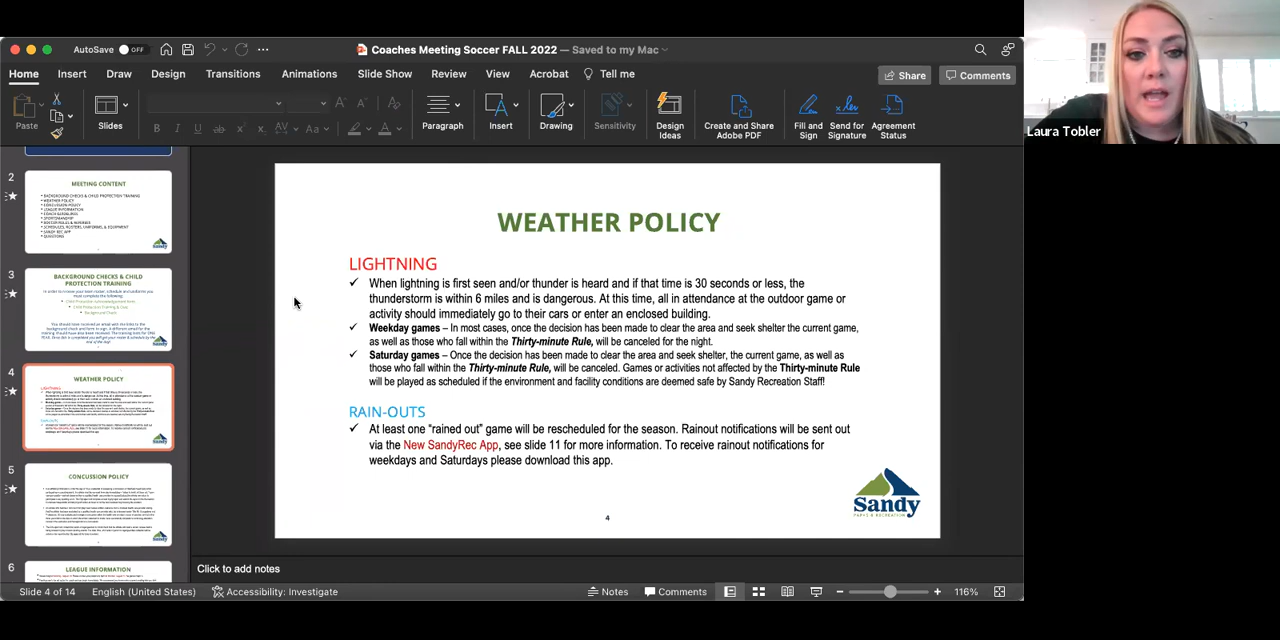 AutoSave OFF
Coaches Meeting Soccer FALL 2022 — Saved to my Mac
Home Insert Draw Design Transitions Animations Slide Show Review View Acrobat Tell me
Share Comments
Paste Slides Paragraph Insert Drawing Sensitivity Design Ideas Create and Share Adobe PDF Fill and Sign Send for Signature Agreement Status
Laura Tobler
2
MEETING CONTENT
3
BACKGROUND CHECKS & CHILD
PROTECTION TRAINING
4
WEATHER POLICY
5
CONCUSSION POLICY
6
LEAGUE INFORMATION
WEATHER POLICY
LIGHTNING
✓ When lightning is first seen and/or thunder is heard and if that time is 30 seconds or less, the
thunderstorm is within 6 miles and is dangerous. At this time, all in attendance at the outdoor game or
activity should immediately go to their cars or enter an enclosed building.
✓ Weekday games – In most cases, once the decision has been made to clear the area and seek shelter the current game,
as well as those who fall within the Thirty-minute Rule, will be canceled for the night.
✓ Saturday games – Once the decision has been made to clear the area and seek shelter, the current game, as well as
those who fall within the Thirty-minute Rule, will be canceled. Games or activities not affected by the Thirty-minute Rule
will be played as scheduled if the environment and facility conditions are deemed safe by Sandy Recreation Staff!
RAIN-OUTS
✓ At least one “rained out” game will be rescheduled for the season. Rainout notifications will be sent out
via the New SandyRec App, see slide 11 for more information. To receive rainout notifications for
weekdays and Saturdays please download this app.
Sandy
PARKS & RECREATION
4
Click to add notes
Slide 4 of 14 English (United States) Accessibility: Investigate Notes Comments 116%